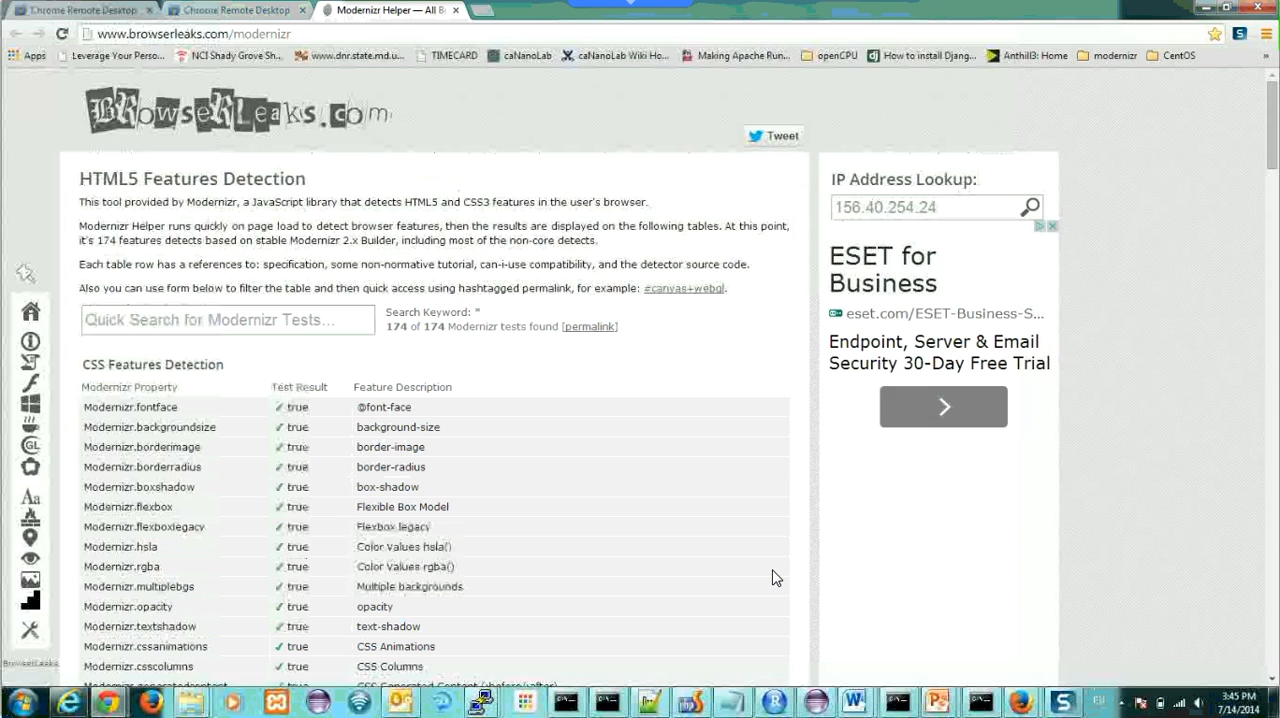 Chrome Remote Desktop
Chrome Remote Desktop
Modernizr Helper — All B
www.browserleaks.com/modernizr
Apps
Leverage Your Perso...
NCI Shady Grove Sh...
www.dnr.state.md.u...
TIMECARD
caNanoLab
caNanoLab Wiki Ho...
Making Apache Run...
openCPU
How to install Djang...
Anthill3: Home
modernizr
CentOS
»
BROwSeRLeaks.com
Tweet
HTML5 Features Detection
This tool provided by Modernizr, a JavaScript library that detects HTML5 and CSS3 features in the user's browser.
Modernizr Helper runs quickly on page load to detect browser features, then the results are displayed on the following tables. At this point,
it's 174 features detects based on stable Modernizr 2.x Builder, including most of the non-core detects.
Each table row has a references to: specification, some non-normative tutorial, can-i-use compatibility, and the detector source code.
Also you can use form below to filter the table and then quick access using hashtagged permalink, for example: #canvas+webgl.
Quick Search for Modernizr Tests...
Search Keyword: *
174 of 174 Modernizr tests found [permalink]
CSS Features Detection
Modernizr Property Test Result Feature Description
Modernizr.fontface ✓ true @font-face
Modernizr.backgroundsize ✓ true background-size
Modernizr.borderimage ✓ true border-image
Modernizr.borderradius ✓ true border-radius
Modernizr.boxshadow ✓ true box-shadow
Modernizr.flexbox ✓ true Flexible Box Model
Modernizr.flexboxlegacy ✓ true Flexbox legacy
Modernizr.hsla ✓ true Color Values hsla()
Modernizr.rgba ✓ true Color Values rgba()
Modernizr.multiplebgs ✓ true Multiple backgrounds
Modernizr.opacity ✓ true opacity
Modernizr.textshadow ✓ true text-shadow
Modernizr.cssanimations ✓ true CSS Animations
Modernizr.csscolumns ✓ true CSS Columns
IP Address Lookup:
156.40.254.24
ESET for
Business
eset.com/ESET-Business-S...
Endpoint, Server & Email
Security 30-Day Free Trial
GL
Aa
BrowserLeaks
3:45 PM
7/14/2014